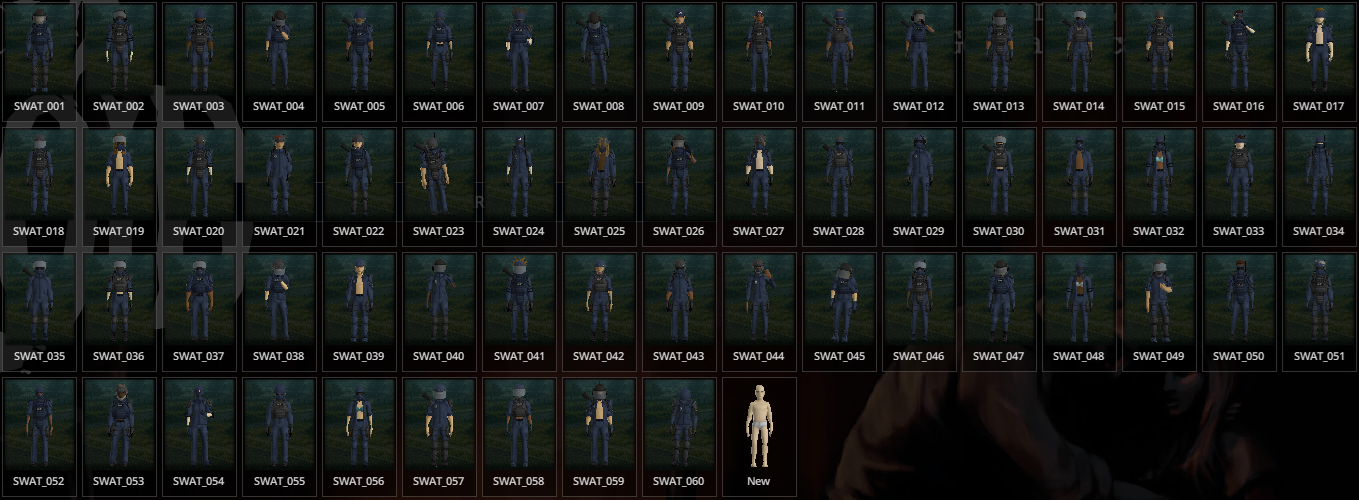 SWAT_001 SWAT_002 SWAT_003 SWAT_004 SWAT_005 SWAT_006 SWAT_007 SWAT_008 SWAT_009 SWAT_010 SWAT_011 SWAT_012 SWAT_013 SWAT_014 SWAT_015 SWAT_016 SWAT_017
SWAT_018 SWAT_019 SWAT_020 SWAT_021 SWAT_022 SWAT_023 SWAT_024 SWAT_025 SWAT_026 SWAT_027 SWAT_028 SWAT_029 SWAT_030 SWAT_031 SWAT_032 SWAT_033 SWAT_034
SWAT_035 SWAT_036 SWAT_037 SWAT_038 SWAT_039 SWAT_040 SWAT_041 SWAT_042 SWAT_043 SWAT_044 SWAT_045 SWAT_046 SWAT_047 SWAT_048 SWAT_049 SWAT_050 SWAT_051
SWAT_052 SWAT_053 SWAT_054 SWAT_055 SWAT_056 SWAT_057 SWAT_058 SWAT_059 SWAT_060 New